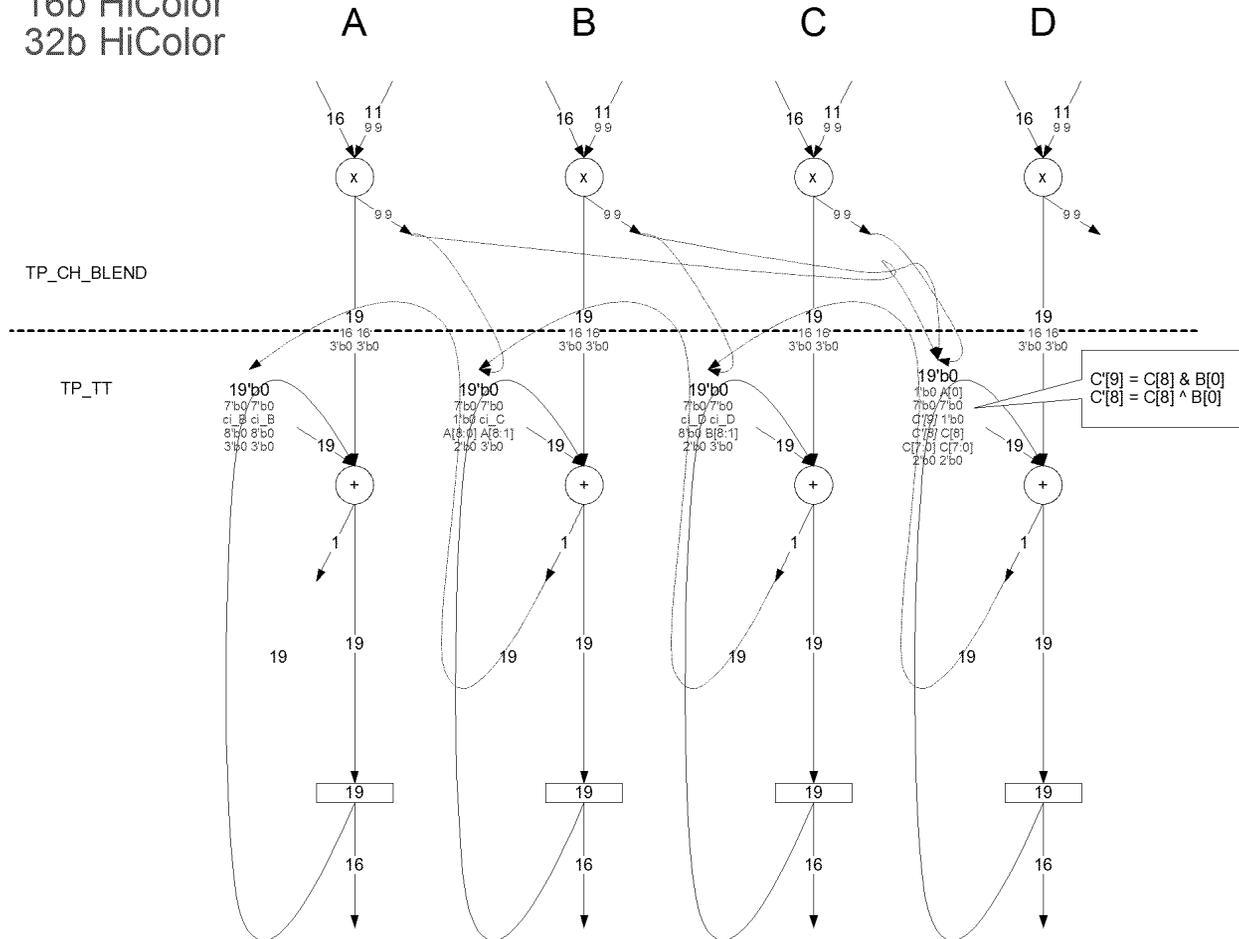 16b HiColor
32b HiColor
A B C D
16 11 16 11 16 11 16 11
9 9 9 9 9 9 9 9
x x x x
9 9 9 9 9 9 9 9
TP_CH_BLEND
19 19 19 19
16 16 16 16 16 16 16 16
3'b0 3'b0 3'b0 3'b0 3'b0 3'b0 3'b0 3'b0
TP_TT
19'b0
7'b0 7'b0
ci_B ci_B
8'b0 8'b0
3'b0 3'b0
19
19'b0
7'b0 7'b0
1'b0 ci_C
A[8:0] A[8:1]
2'b0 3'b0
19
19'b0
7'b0 7'b0
ci_D ci_D
8'b0 B[8:1]
2'b0 3'b0
19
19'b0
1'b0 A[0]
7'b0 7'b0
C'[9] 1'b0
C'[8] C[8]
C[7:0] C[7:0]
2'b0 2'b0
19
C'[9] = C[8] & B[0]
C'[8] = C[8] ^ B[0]
+ + + +
1 1 1 1
19 19 19 19
19 19 19 19
19 19 19 19
16 16 16 16